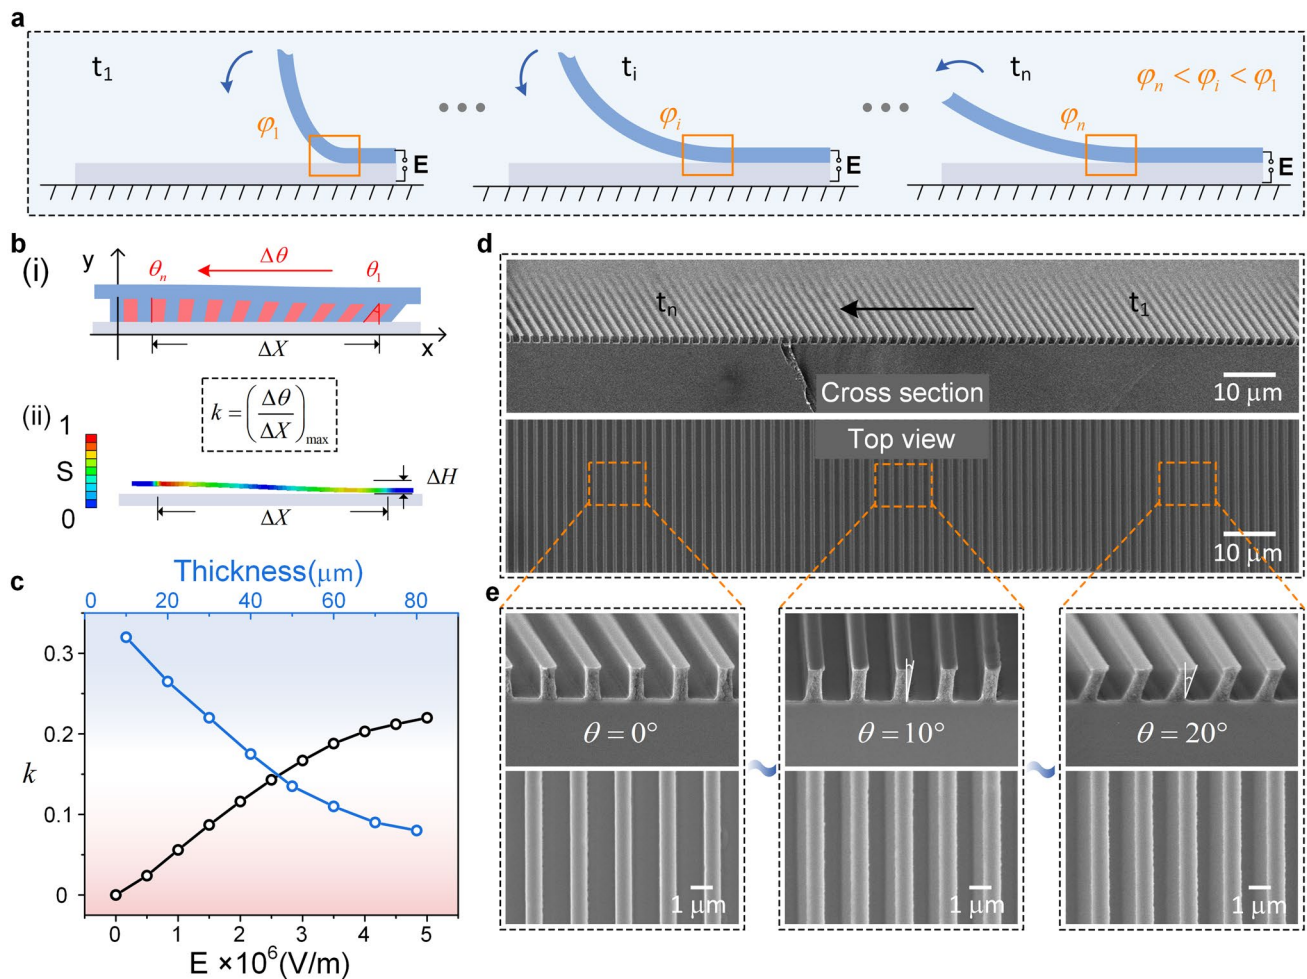 a
t₁
φ₁
E
tᵢ
φᵢ
E
tₙ
φₙ
E
φₙ < φᵢ < φ₁
b
(i)
y
θₙ
Δθ
θ₁
ΔX
x
k = (Δθ/ΔX)max
(ii)
1
S
0
ΔH
ΔX
c
Thickness(μm)
0 20 40 60 70 80
0.3
0.2
0.1
0
k
0 1 2 3 4 5
E ×10⁶(V/m)
d
tₙ
t₁
Cross section
10 μm
Top view
10 μm
e
θ = 0°
θ = 10°
θ = 20°
1 μm
1 μm
1 μm